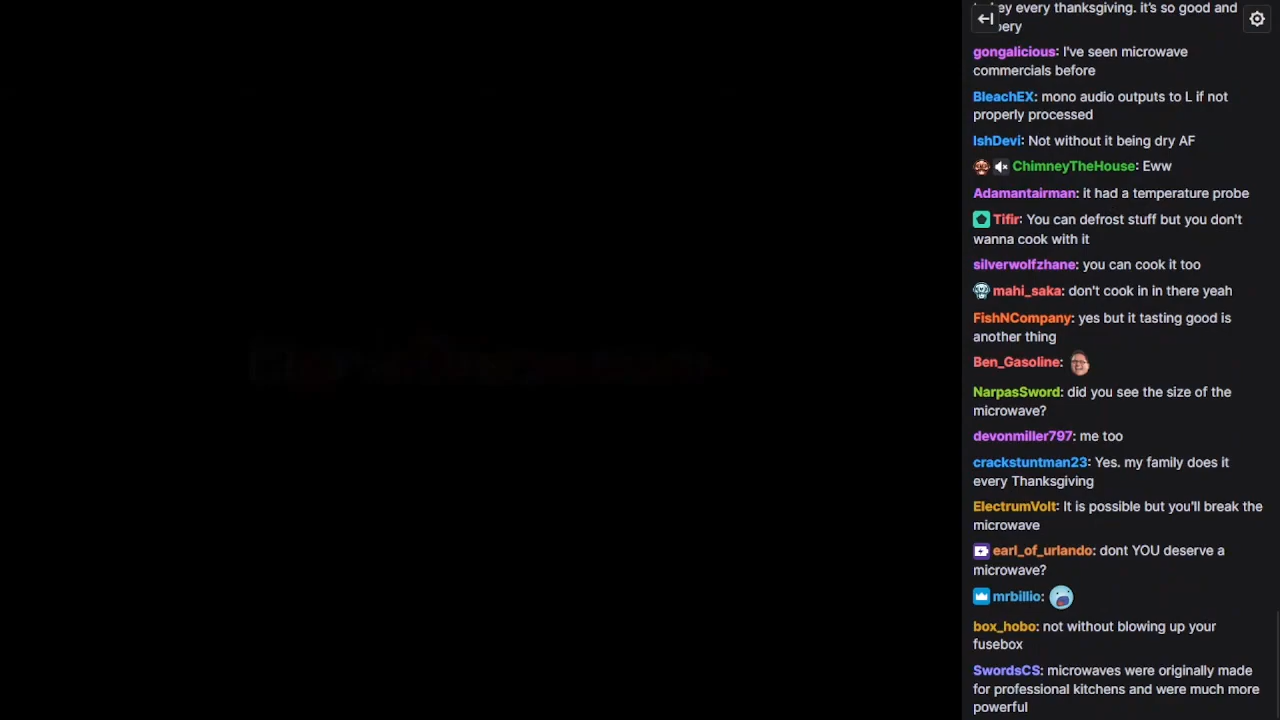 every thanksgiving. it's so good and
gongalicious: I've seen microwave
commercials before
BleachEX: mono audio outputs to L if not
properly processed
IshDevi: Not without it being dry AF
ChimneyTheHouse: Eww
Adamantairman: it had a temperature probe
Tifir: You can defrost stuff but you don't
wanna cook with it
silverwolfzhane: you can cook it too
mahi_saka: don't cook in in there yeah
FishNCompany: yes but it tasting good is
another thing
Ben_Gasoline:
NarpasSword: did you see the size of the
microwave?
devonmiller797: me too
crackstuntman23: Yes. my family does it
every Thanksgiving
ElectrumVolt: It is possible but you'll break the
microwave
earl_of_urlando: dont YOU deserve a
microwave?
mrbillio:
box_hobo: not without blowing up your
fusebox
SwordsCS: microwaves were originally made
for professional kitchens and were much more
powerful